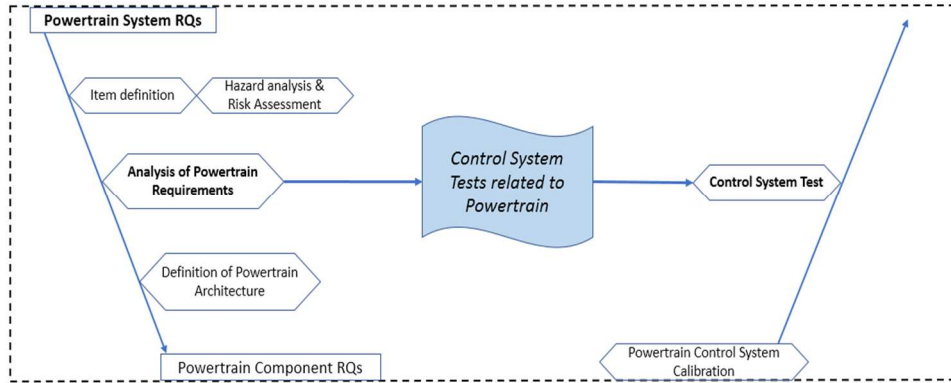 Powertrain System RQs
Item definition
Hazard analysis &
Risk Assessment
Analysis of Powertrain
Requirements
Control System
Tests related to
Powertrain
Control System Test
Definition of Powertrain
Architecture
Powertrain Component RQs
Powertrain Control System
Calibration